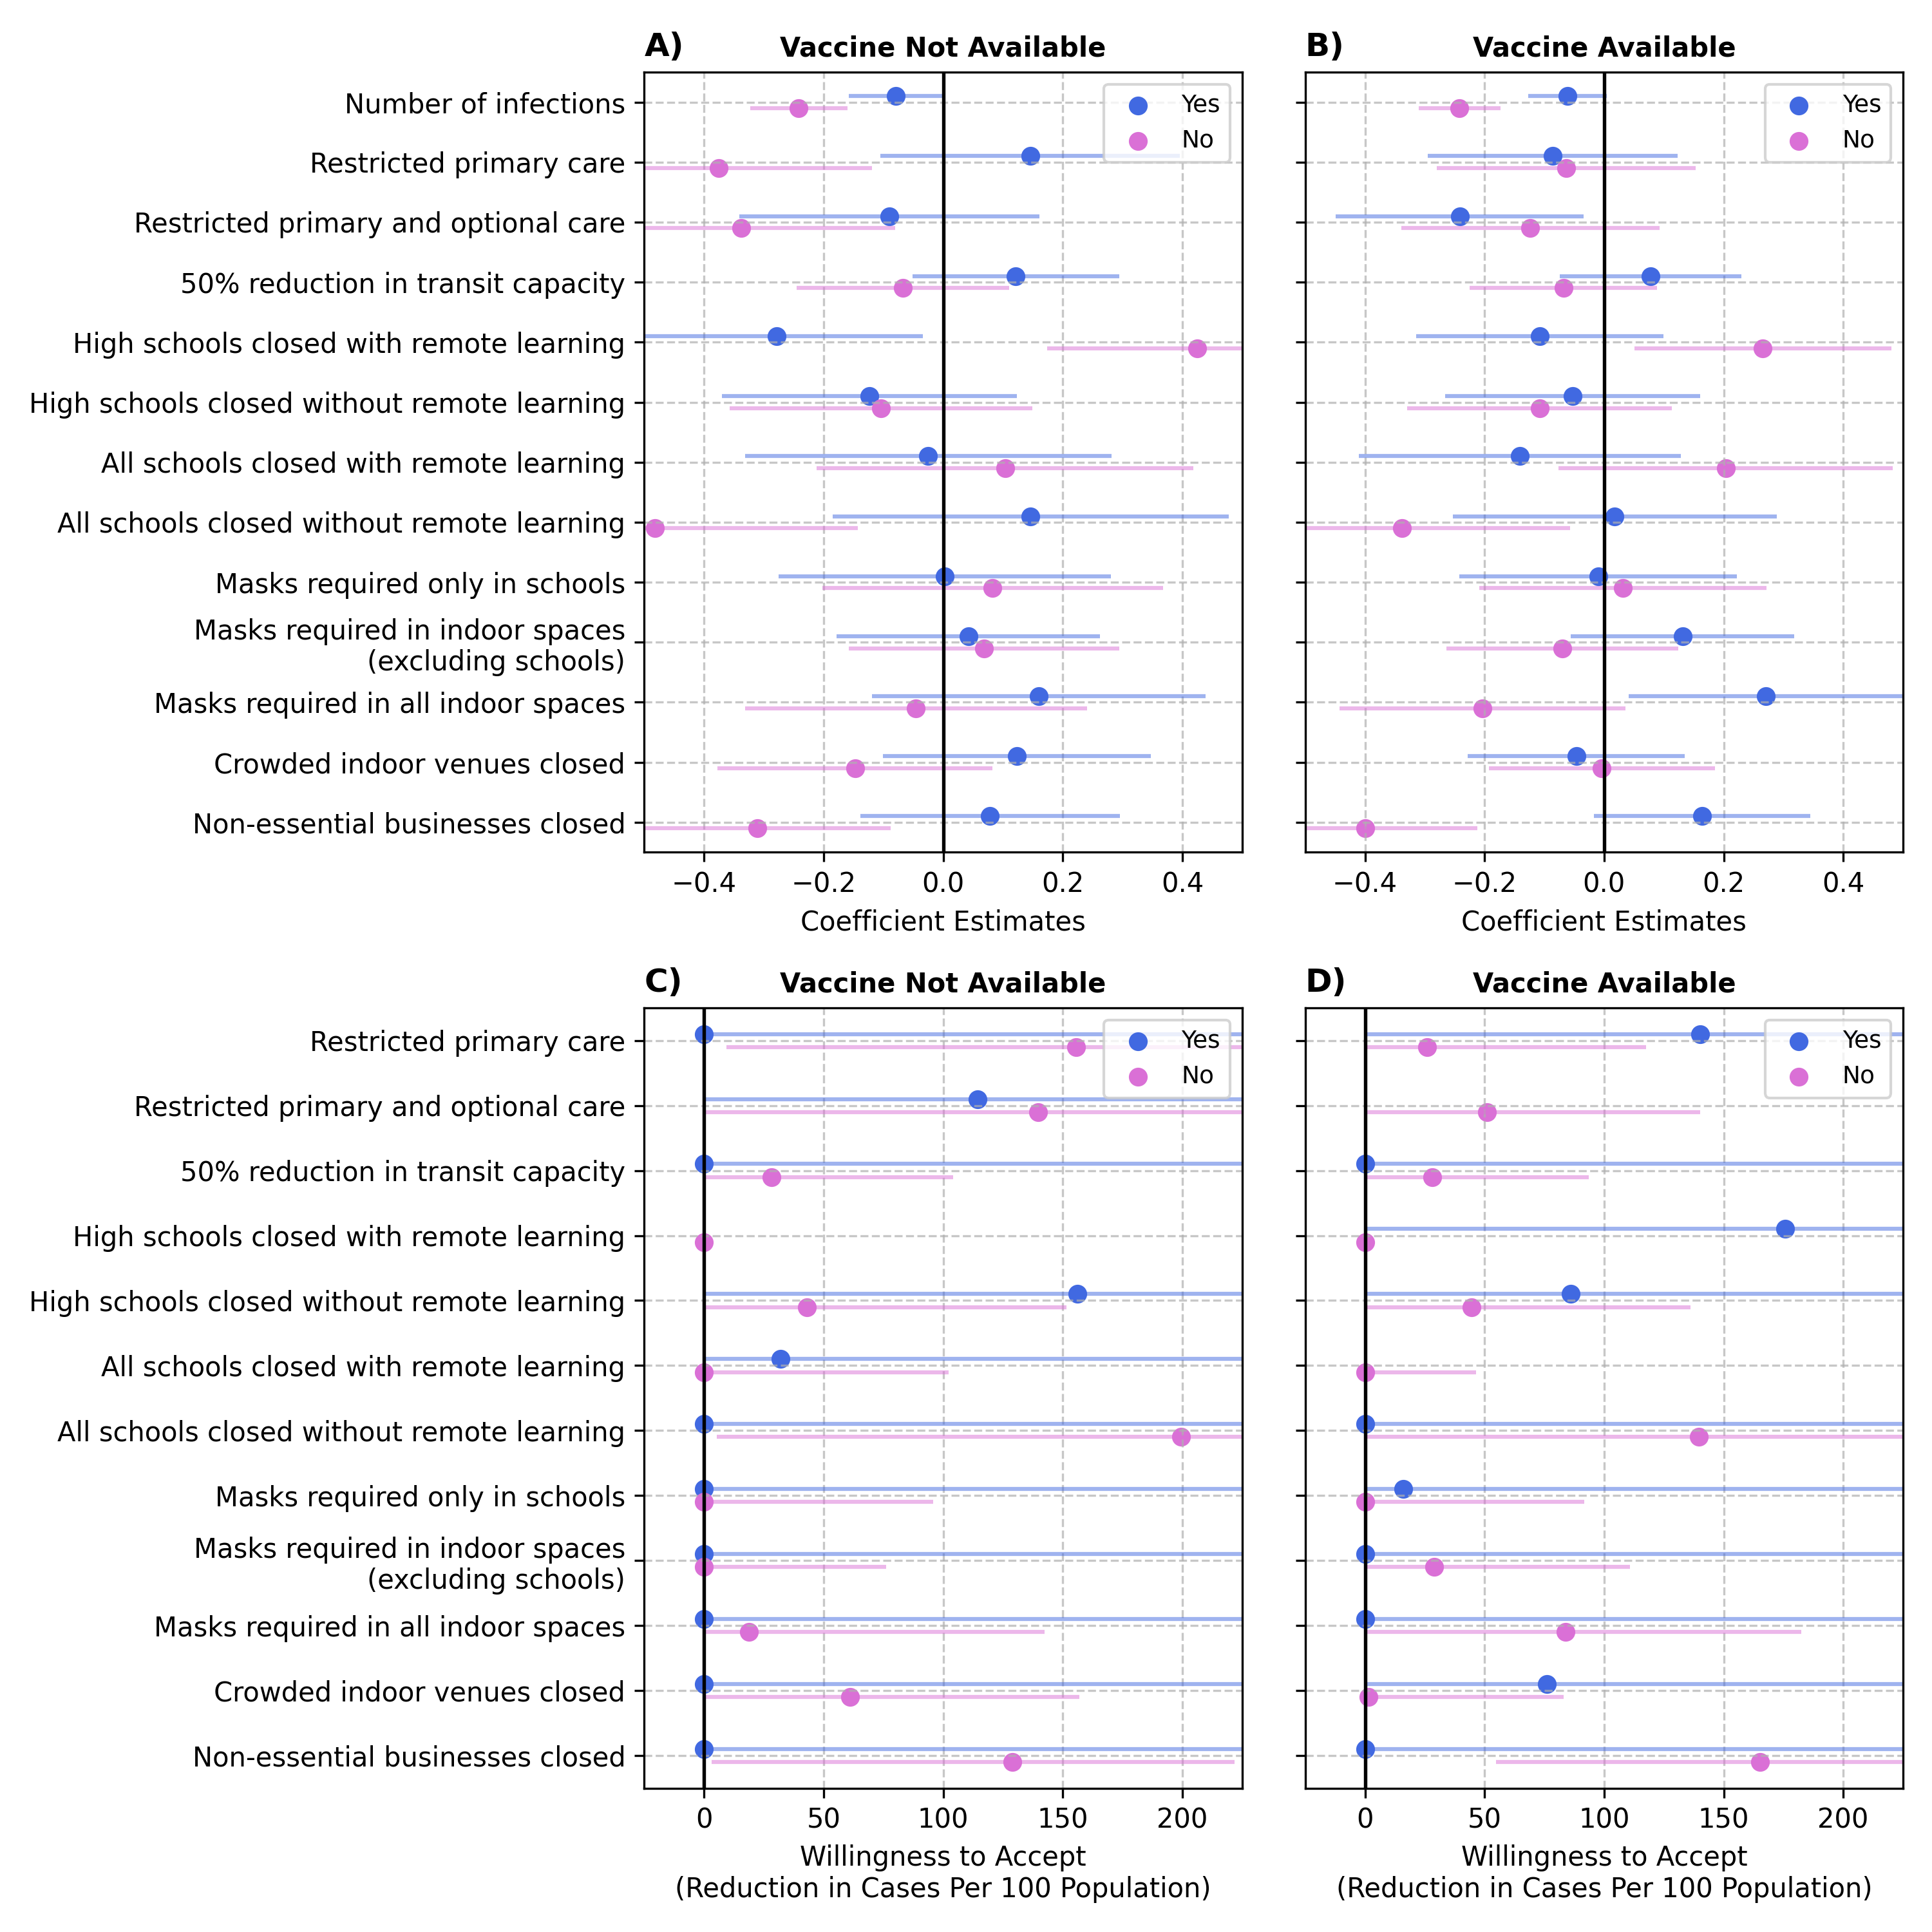 A) Vaccine Not Available
B) Vaccine Available
Yes
No
Yes
No
Number of infections
Restricted primary care
Restricted primary and optional care
50% reduction in transit capacity
High schools closed with remote learning
High schools closed without remote learning
All schools closed with remote learning
All schools closed without remote learning
Masks required only in schools
Masks required in indoor spaces
(excluding schools)
Masks required in all indoor spaces
Crowded indoor venues closed
Non-essential businesses closed
−0.4 −0.2 0.0 0.2 0.4
−0.4 −0.2 0.0 0.2 0.4
Coefficient Estimates
Coefficient Estimates
C) Vaccine Not Available
D) Vaccine Available
Yes
No
Yes
No
Restricted primary care
Restricted primary and optional care
50% reduction in transit capacity
High schools closed with remote learning
High schools closed without remote learning
All schools closed with remote learning
All schools closed without remote learning
Masks required only in schools
Masks required in indoor spaces
(excluding schools)
Masks required in all indoor spaces
Crowded indoor venues closed
Non-essential businesses closed
0 50 100 150 200
0 50 100 150 200
Willingness to Accept
(Reduction in Cases Per 100 Population)
Willingness to Accept
(Reduction in Cases Per 100 Population)